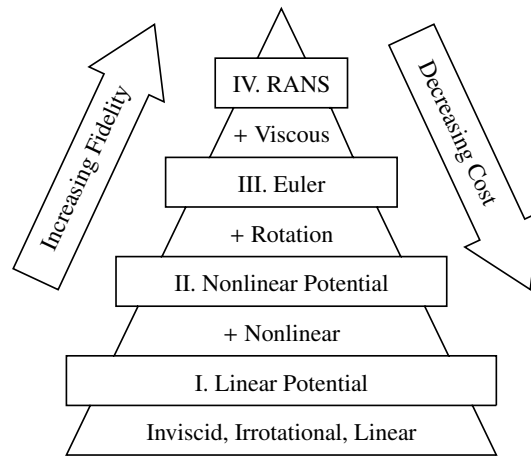 IV. RANS
+ Viscous
III. Euler
+ Rotation
II. Nonlinear Potential
+ Nonlinear
I. Linear Potential
Inviscid, Irrotational, Linear
Increasing Fidelity
Decreasing Cost